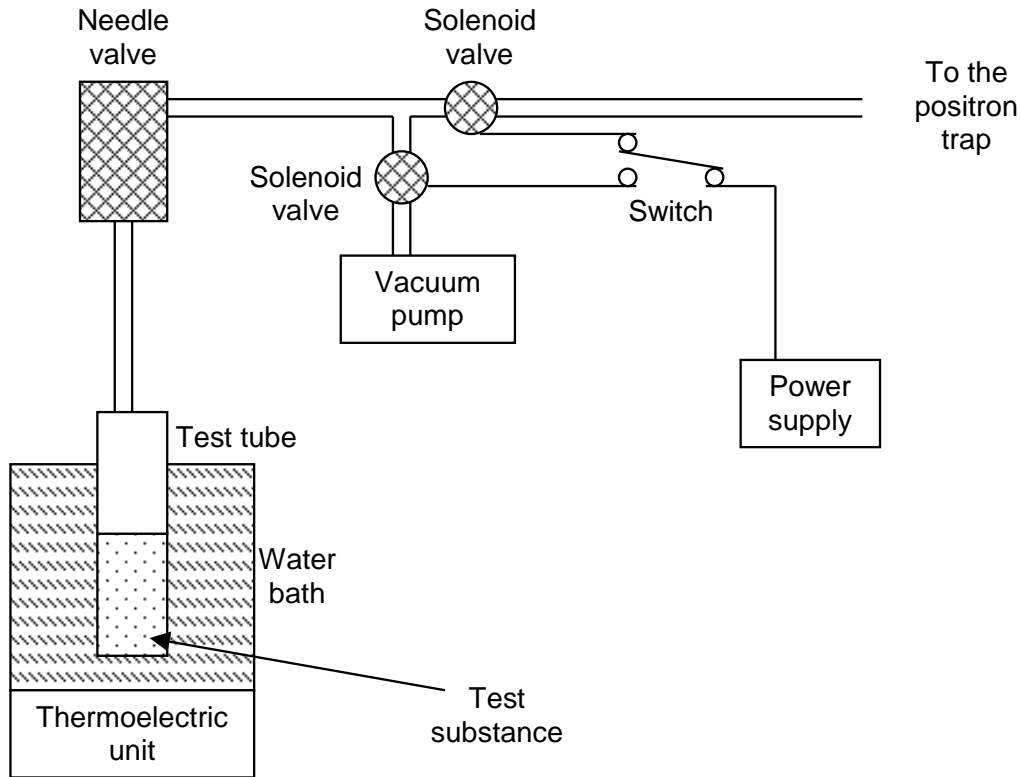 Needle
valve
Solenoid
valve
To the
positron
trap
Solenoid
valve
Switch
Vacuum
pump
Power
supply
Test tube
Water
bath
Test
substance
Thermoelectric
unit